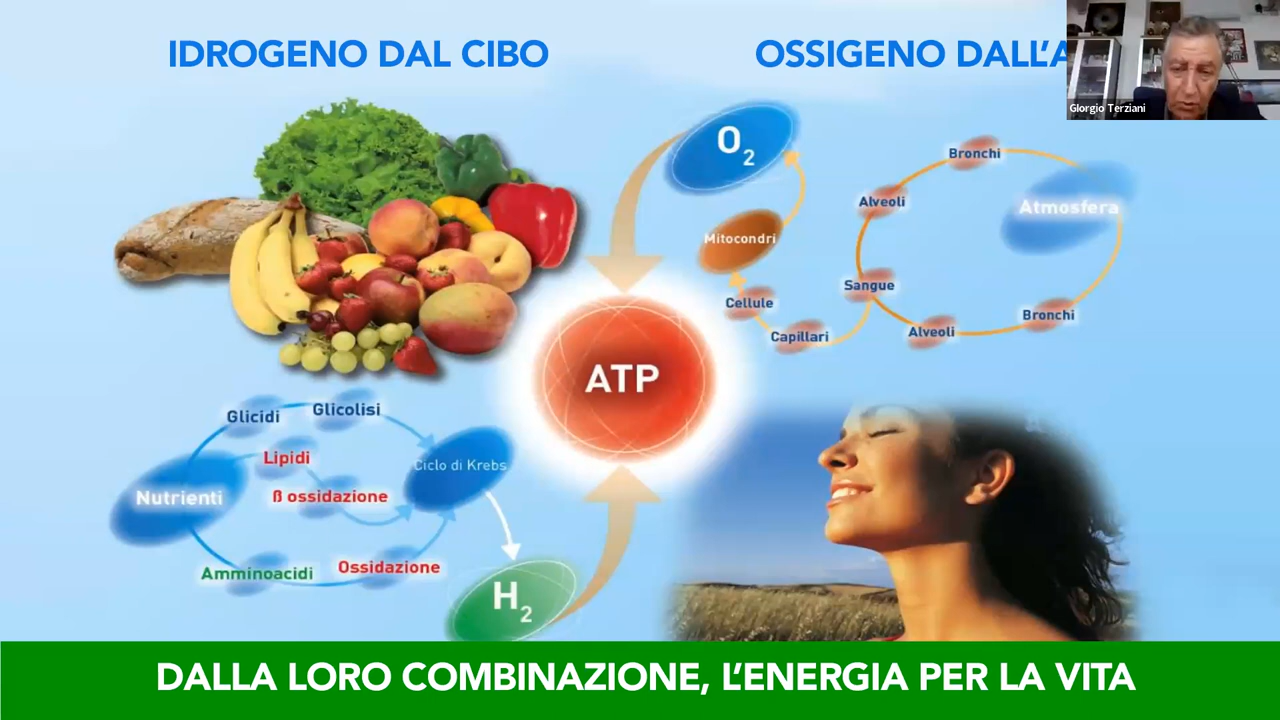 IDROGENO DAL CIBO
OSSIGENO DALL'A
GIorgio Terziani
O2
Bronchi
Alveoli
Atmosfera
Mitocondri
Sangue
Cellule
Bronchi
Alveoli
Capillari
ATP
Glicidi
Glicolisi
Lipidi
Ciclo di Krebs
Nutrienti
ß ossidazione
Amminoacidi
Ossidazione
H2
DALLA LORO COMBINAZIONE, L'ENERGIA PER LA VITA